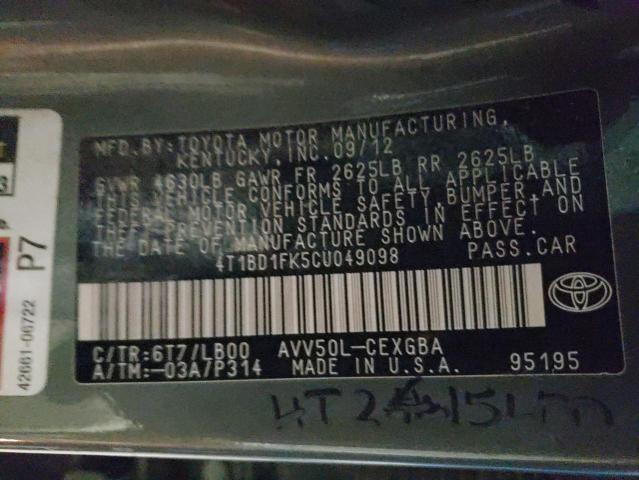 MFD.BY:TOYOTA MOTOR MANUFACTURING,
KENTUCKY,INC.09/12
GVWR 4630LB GAWR FR 2625LB RR 2625LB
THIS VEHICLE CONFORMS TO ALL APPLICABLE
FEDERAL MOTOR VEHICLE SAFETY,BUMPER,AND
THEFT PREVENTION STANDARDS IN EFFECT ON
THE DATE OF MANUFACTURE SHOWN ABOVE.
4T1BD1FK5CU049098 PASS.CAR
C/TR:6T7/LB00 AVV50L-CEXGBA
A/TM:-03A/P314 MADE IN U.S.A. 95195
P7
42661-06722